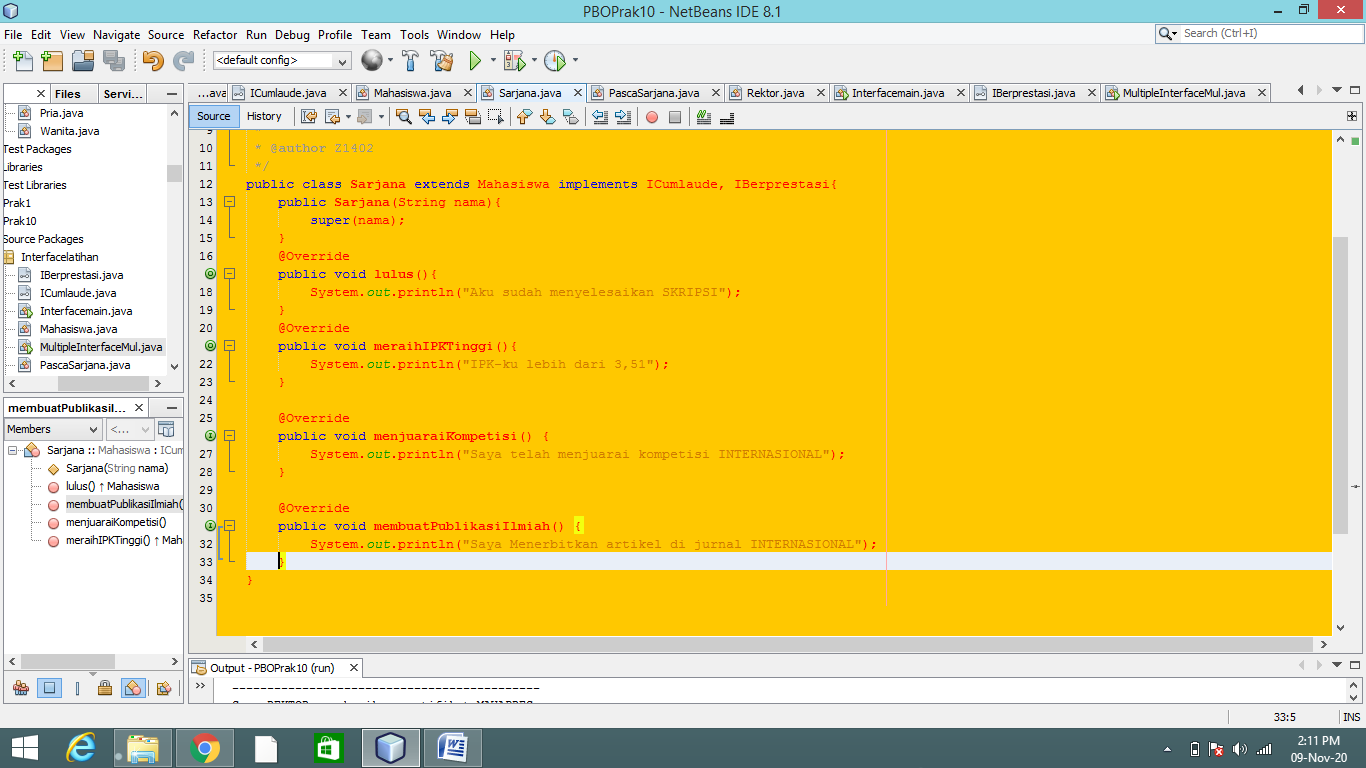 PBOPrak10 - NetBeans IDE 8.1
File Edit View Navigate Source Refactor Run Debug Profile Team Tools Window Help
Search (Ctrl+I)
<default config>
Files Servi...
...ava ICumlaude.java Mahasiswa.java Sarjana.java PascaSarjana.java Rektor.java Interfacemain.java IBerprestasi.java MultipleInterfaceMul.java
Source History
Pria.java
Wanita.java
Test Packages
Libraries
Test Libraries
Prak1
Prak10
Source Packages
Interfacelatihan
IBerprestasi.java
ICumlaude.java
Interfacemain.java
Mahasiswa.java
MultipleInterfaceMul.java
PascaSarjana.java
membuatPublikasiI...
Members <...
Sarjana :: Mahasiswa : ICum
Sarjana(String nama)
lulus() ↑ Mahasiswa
membuatPublikasiIlmiah()
menjuaraiKompetisi()
meraihIPKTinggi() ↑ Mah
9 *
10 * @author Z1402
11 */
12 public class Sarjana extends Mahasiswa implements ICumlaude, IBerprestasi{
13 public Sarjana(String nama){
14 super(nama);
15 }
16 @Override
public void lulus(){
18 System.out.println("Aku sudah menyelesaikan SKRIPSI");
19 }
20 @Override
public void meraihIPKTinggi(){
22 System.out.println("IPK-ku lebih dari 3,51");
23 }
24
25 @Override
public void menjuaraiKompetisi() {
27 System.out.println("Saya telah menjuarai kompetisi INTERNASIONAL");
28 }
29
30 @Override
public void membuatPublikasiIlmiah() {
32 System.out.println("Saya Menerbitkan artikel di jurnal INTERNASIONAL");
33 }
34 }
35
Output - PBOPrak10 (run)
--------------------------------------------
33:5 INS
2:11 PM
09-Nov-20